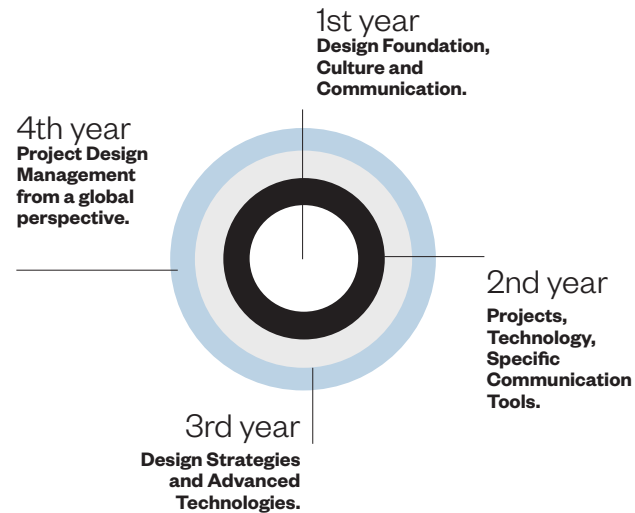 1st year
Design Foundation,
Culture and
Communication.
4th year
Project Design
Management
from a global
perspective.
2nd year
Projects,
Technology,
Specific
Communication
Tools.
3rd year
Design Strategies
and Advanced
Technologies.